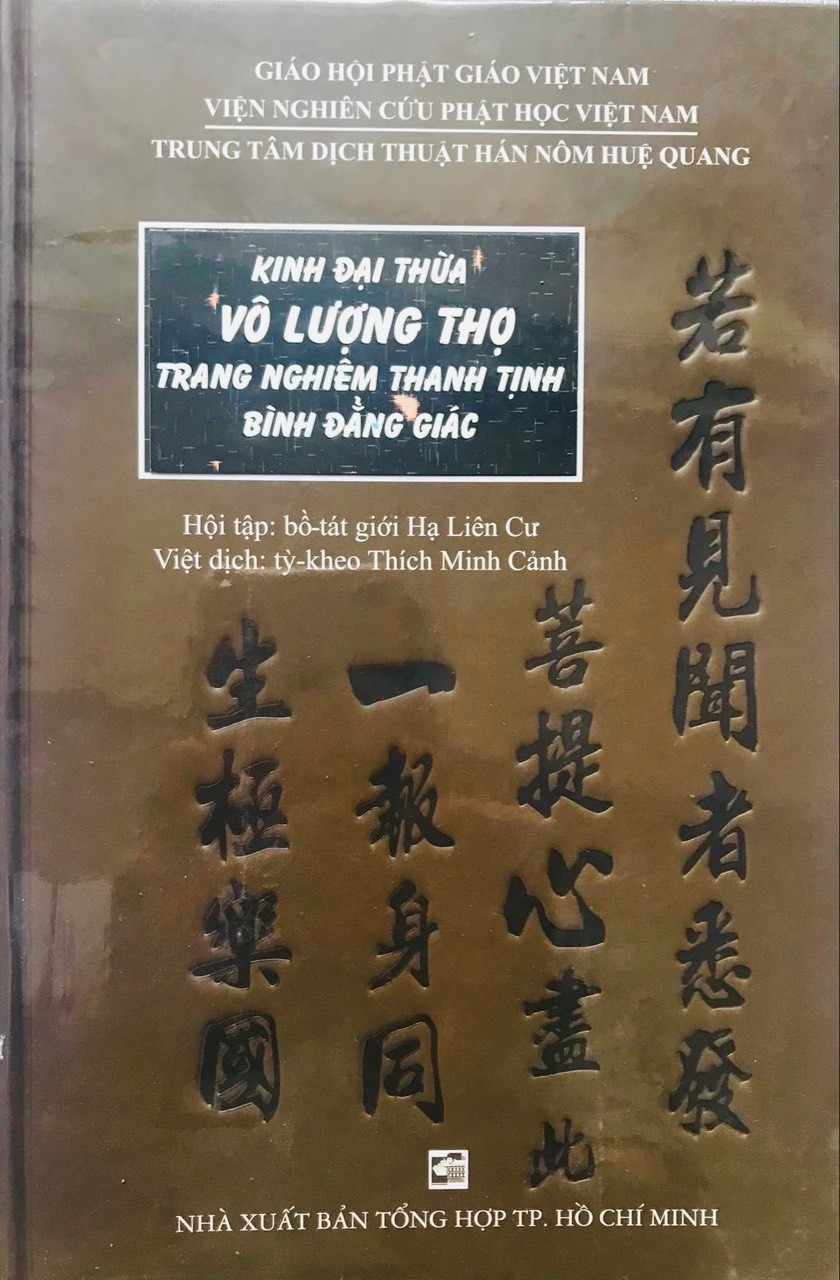 GIÁO HỘI PHẬT GIÁO VIỆT NAM
VIỆN NGHIÊN CỨU PHẬT HỌC VIỆT NAM
TRUNG TÂM DỊCH THUẬT HÁN NÔM HUỆ QUANG
KINH ĐẠI THỪA
VÔ LƯỢNG THỌ
TRANG NGHIÊM THANH TỊNH
BÌNH ĐẲNG GIÁC
Hội tập: bồ-tát giới Hạ Liên Cư
Việt dịch: tỳ-kheo Thích Minh Cảnh
若有見聞者悉發
菩提心盡此
一報身同
生極樂國
NHÀ XUẤT BẢN TỔNG HỢP TP. HỒ CHÍ MINH